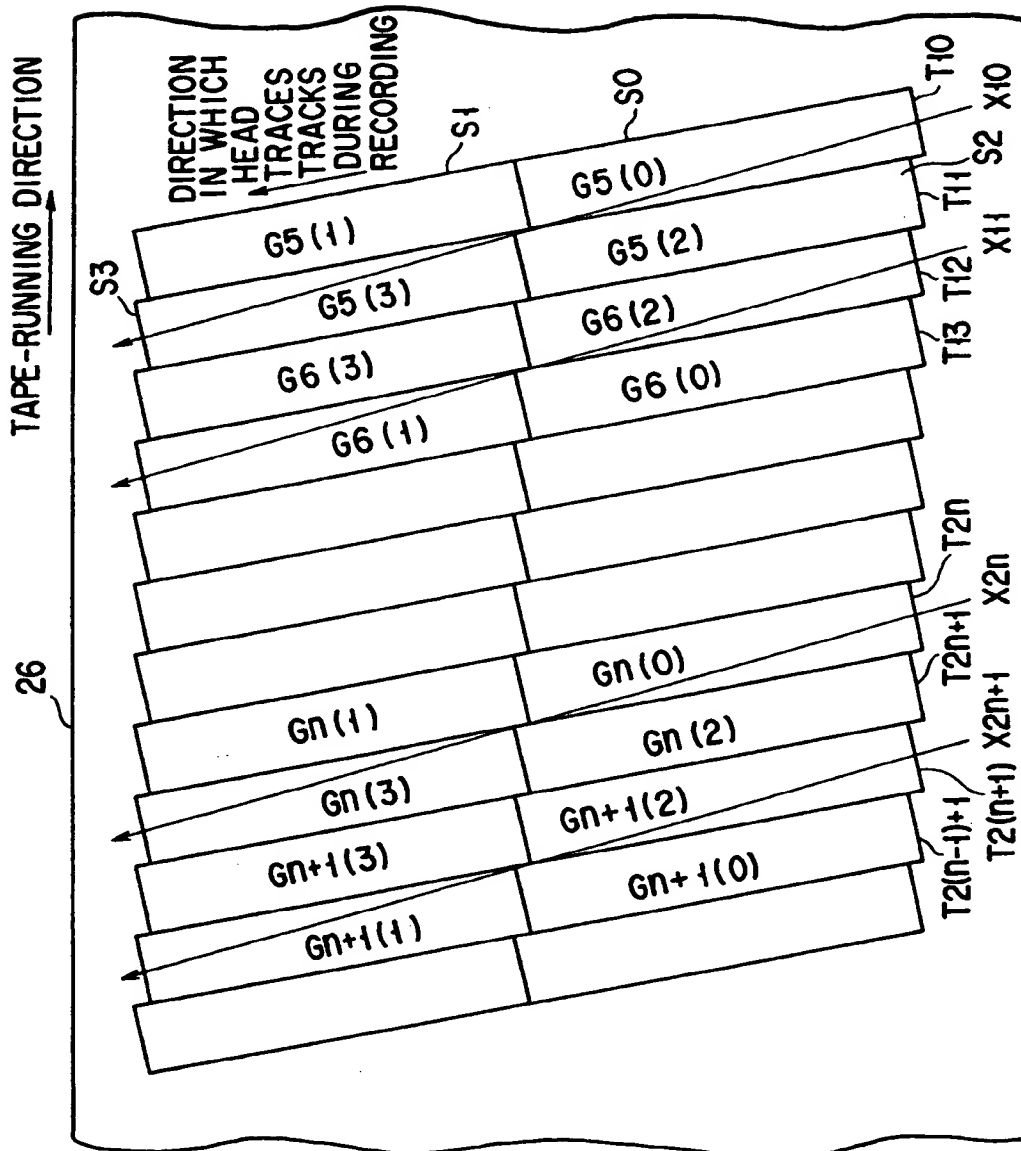 TAPE-RUNNING DIRECTION
26
DIRECTION
IN WHICH
HEAD
TRACES
TRACKS
DURING
RECORDING
S3
S1
S0
G5(1)
G5(0)
T10
X10
S2
G5(3)
G5(2)
T11
X11
G6(3)
G6(2)
T12
G6(1)
G6(0)
T13
Gn(1)
Gn(0)
T2n
X2n
Gn(3)
Gn(2)
T2n+1
X2n+1
Gn+1(3)
Gn+1(2)
T2(n+1)
Gn+1(1)
Gn+1(0)
T2(n-1)+1